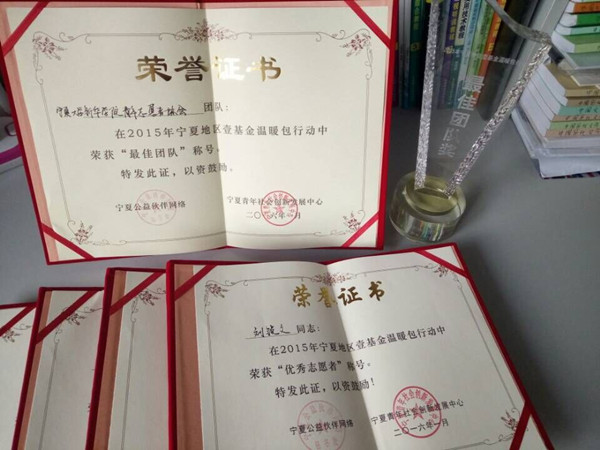 荣誉证书
团队:
在2015年宁夏地区壹基金温暖包行动中
荣获“最佳团队”称号。
特发此证,以资鼓励。
宁夏公益伙伴网络 宁夏青年社会创新发展中心
二〇一六年一月
最佳团队奖
荣誉证书
同志:
在2015年宁夏地区壹基金温暖包行动中
荣获“优秀志愿者”称号。
特发此证,以资鼓励!
宁夏公益伙伴网络 宁夏青年社会创新发展中心
二〇一六年一月